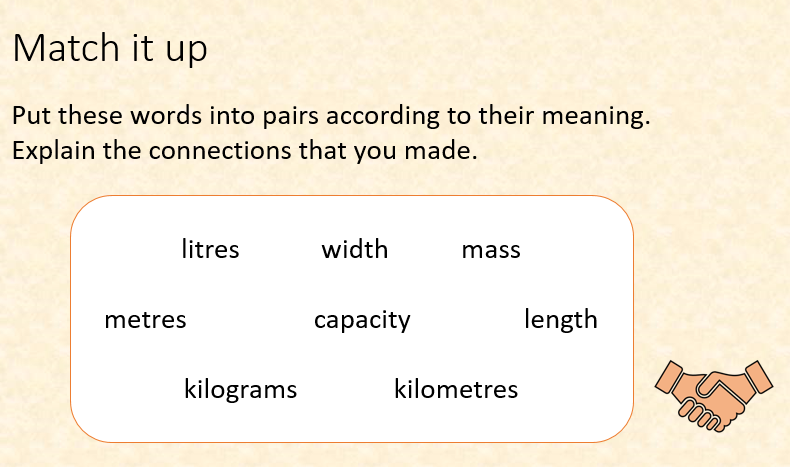 Match it up
Put these words into pairs according to their meaning.
Explain the connections that you made.
litres width mass
metres capacity length
kilograms kilometres